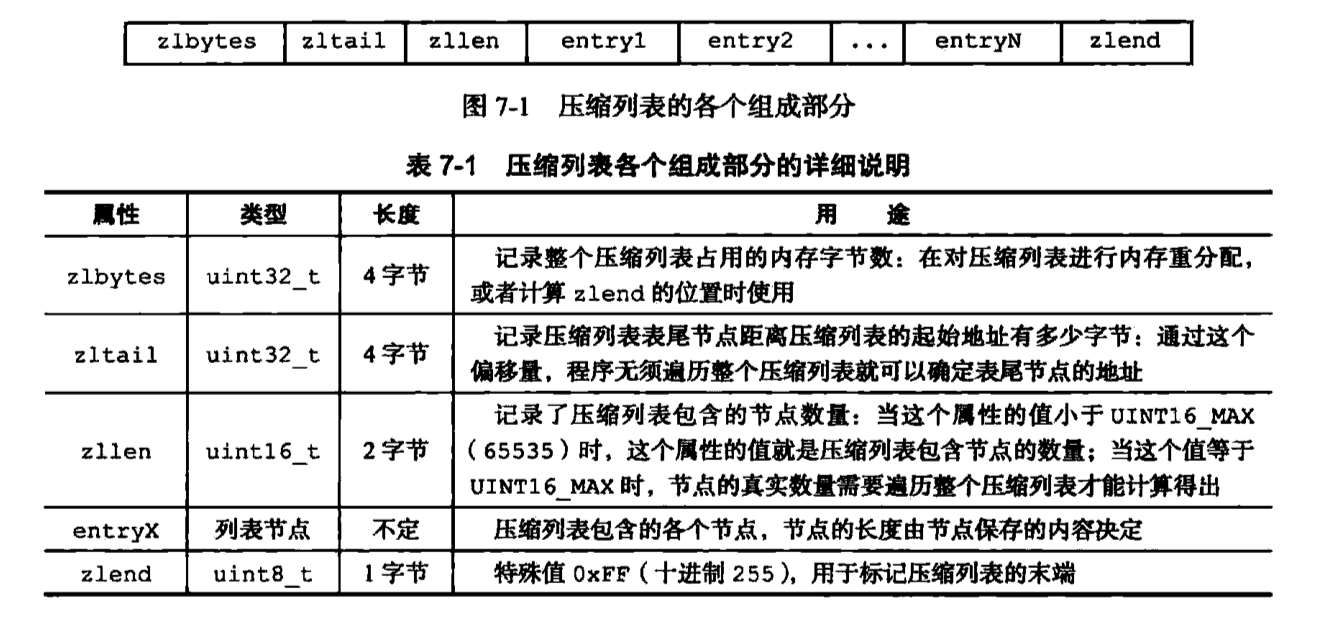 zlbytes zltail zllen entry1 entry2 ... entryN zlend
图 7-1 压缩列表的各个组成部分
表 7-1 压缩列表各个组成部分的详细说明
属性 类型 长度 用 途
zlbytes uint32_t 4 字节 记录整个压缩列表占用的内存字节数：在对压缩列表进行内存重分配，
或者计算 zlend 的位置时使用
zltail uint32_t 4 字节 记录压缩列表表尾节点距离压缩列表的起始地址有多少字节：通过这个
偏移量，程序无须遍历整个压缩列表就可以确定表尾节点的地址
记录了压缩列表包含的节点数量：当这个属性的值小于 UINT16_MAX
zllen uint16_t 2 字节 （65535）时，这个属性的值就是压缩列表包含节点的数量；当这个值等于
UINT16_MAX 时，节点的真实数量需要遍历整个压缩列表才能计算得出
entryX 列表节点 不定 压缩列表包含的各个节点，节点的长度由节点保存的内容决定
zlend uint8_t 1 字节 特殊值 0xFF（十进制 255），用于标记压缩列表的末端